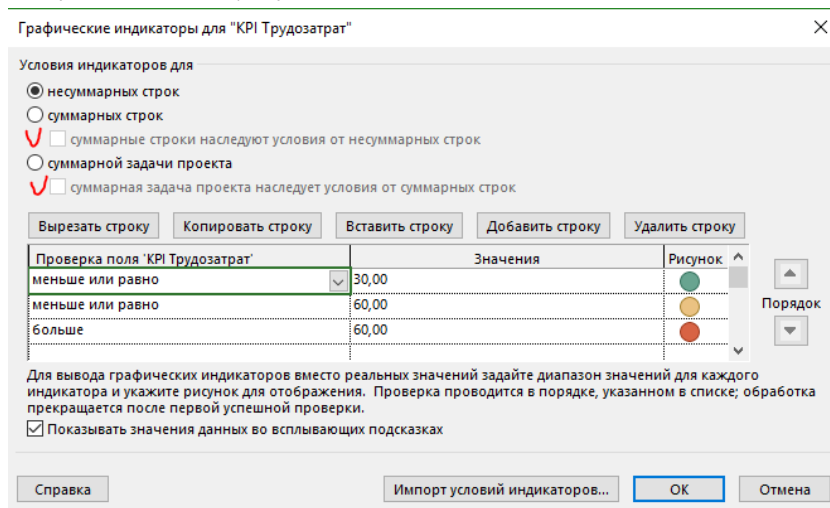 Графические индикаторы для "KPI Трудозатрат"
Условия индикаторов для
несуммарных строк
суммарных строк
суммарные строки наследуют условия от несуммарных строк
суммарной задачи проекта
суммарная задача проекта наследует условия от суммарных строк
Вырезать строку Копировать строку Вставить строку Добавить строку Удалить строку
Проверка поля 'KPI Трудозатрат' Значения Рисунок
меньше или равно 30,00
меньше или равно 60,00
больше 60,00
Порядок
Для вывода графических индикаторов вместо реальных значений задайте диапазон значений для каждого
индикатора и укажите рисунок для отображения. Проверка проводится в порядке, указанном в списке; обработка
прекращается после первой успешной проверки.
Показывать значения данных во всплывающих подсказках
Справка Импорт условий индикаторов... ОК Отмена